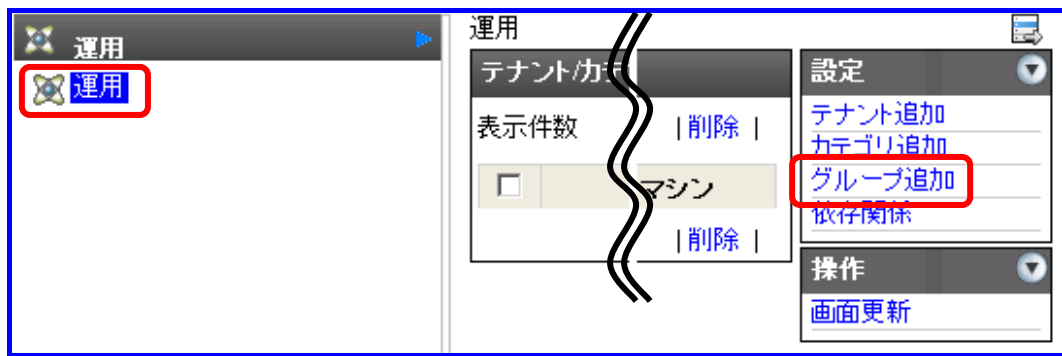 運用
運用
運用
テナント/カテ
表示件数 | 削除 |
マシン
| 削除 |
設定
テナント追加
カテゴリ追加
グループ追加
依存関係
操作
画面更新